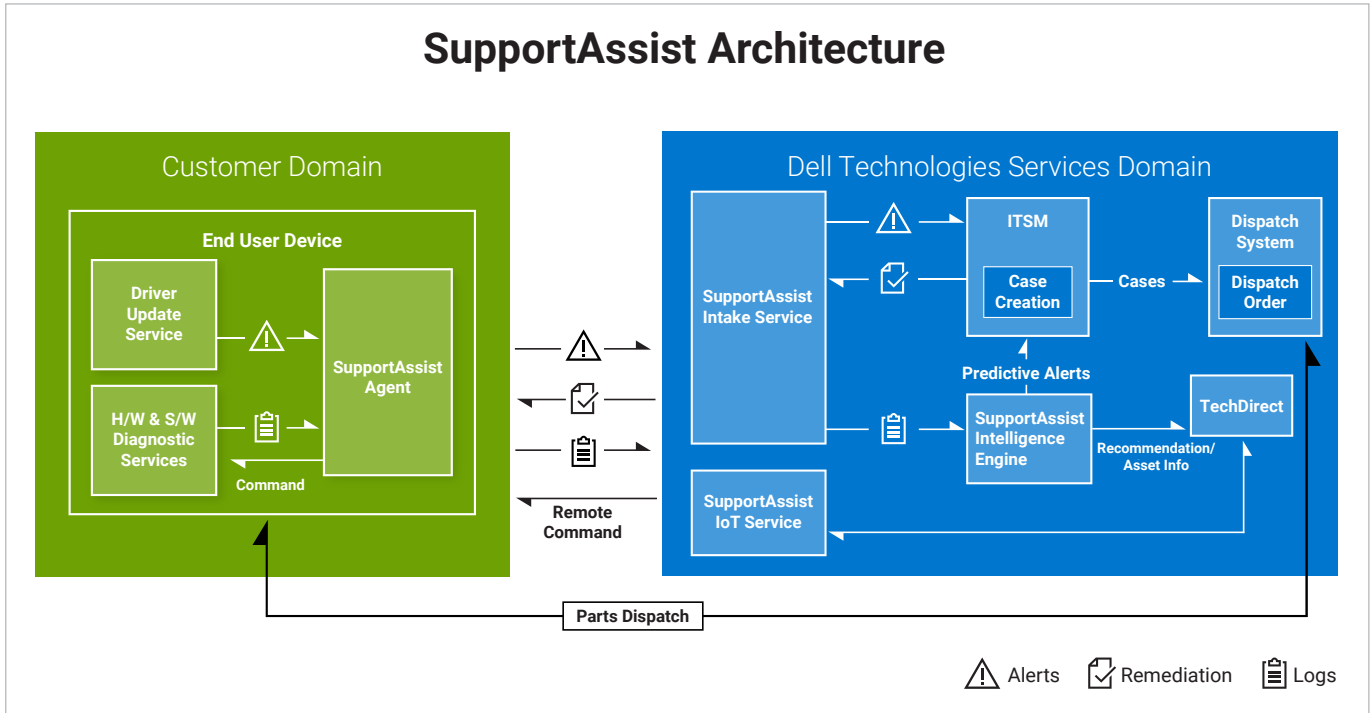 SupportAssist Architecture
Customer Domain
End User Device
Driver
Update
Service
H/W & S/W
Diagnostic
Services
SupportAssist
Agent
Command
Remote
Command
Dell Technologies Services Domain
SupportAssist
Intake Service
SupportAssist
IoT Service
ITSM
Case
Creation
Cases
Dispatch
System
Dispatch
Order
Predictive Alerts
SupportAssist
Intelligence
Engine
Recommendation/
Asset Info
TechDirect
Parts Dispatch
Alerts
Remediation
Logs